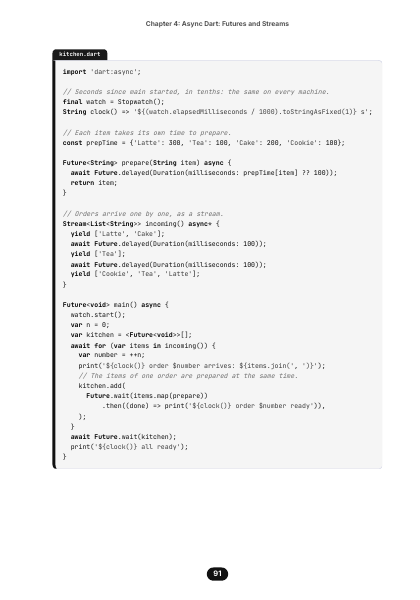 Chapter 4: Async Dart: Futures and Streams
kitchen.dart
import 'dart:async';

// Seconds since main started, in tenths: the same on every machine.
final watch = Stopwatch();
String clock() => '${(watch.elapsedMilliseconds / 1000).toStringAsFixed(1)} s';

// Each item takes its own time to prepare.
const prepTime = {'Latte': 300, 'Tea': 100, 'Cake': 200, 'Cookie': 100};

Future<String> prepare(String item) async {
  await Future.delayed(Duration(milliseconds: prepTime[item] ?? 100));
  return item;
}

// Orders arrive one by one, as a stream.
Stream<List<String>> incoming() async* {
  yield ['Latte', 'Cake'];
  await Future.delayed(Duration(milliseconds: 100));
  yield ['Tea'];
  await Future.delayed(Duration(milliseconds: 100));
  yield ['Cookie', 'Tea', 'Latte'];
}

Future<void> main() async {
  watch.start();
  var n = 0;
  var kitchen = <Future<void>>[];
  await for (var items in incoming()) {
    var number = ++n;
    print('${clock()} order $number arrives: ${items.join(', ')}');
    // The items of one order are prepared at the same time.
    kitchen.add(
      Future.wait(items.map(prepare))
          .then((done) => print('${clock()} order $number ready')),
    );
  }
  await Future.wait(kitchen);
  print('${clock()} all ready');
}
91